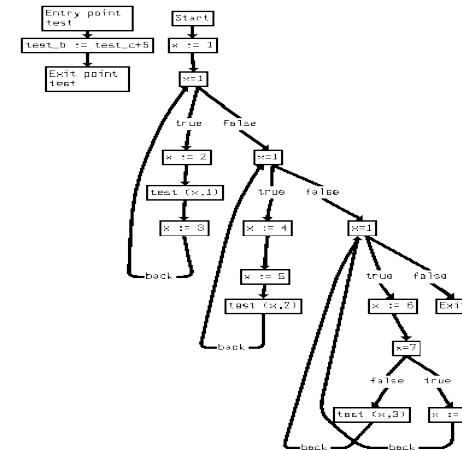 Entry point
test
test_b := test_c+5
Exit point
test
Start
x := 1
x=1
true
false
x := 2
test (x,1)
x := 3
back
x=1
true
false
x := 4
x := 5
test (x,2)
back
x=1
true
false
x := 6
Exit
x=7
false
true
test (x,3)
x :=
back
back